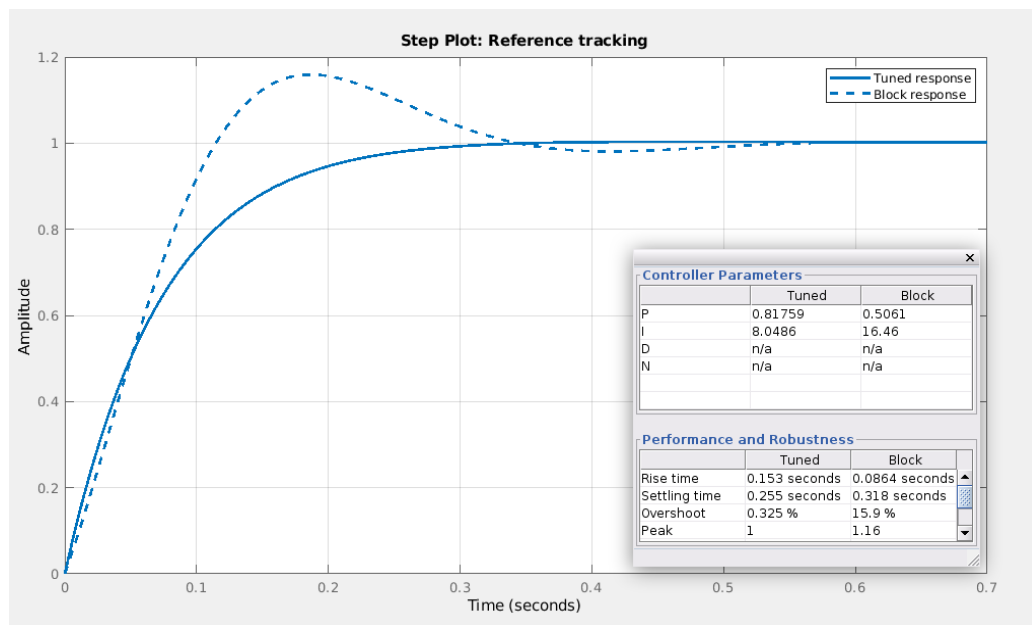 Step Plot: Reference tracking
Tuned response
Block response
Amplitude
1.2
1
0.8
0.6
0.4
0.2
0
0 0.1 0.2 0.3 0.4 0.5 0.6 0.7
Time (seconds)
Controller Parameters
Tuned Block
P 0.81759 0.5061
I 8.0486 16.46
D n/a n/a
N n/a n/a
Performance and Robustness
Tuned Block
Rise time 0.153 seconds 0.0864 seconds
Settling time 0.255 seconds 0.318 seconds
Overshoot 0.325 % 15.9 %
Peak 1 1.16